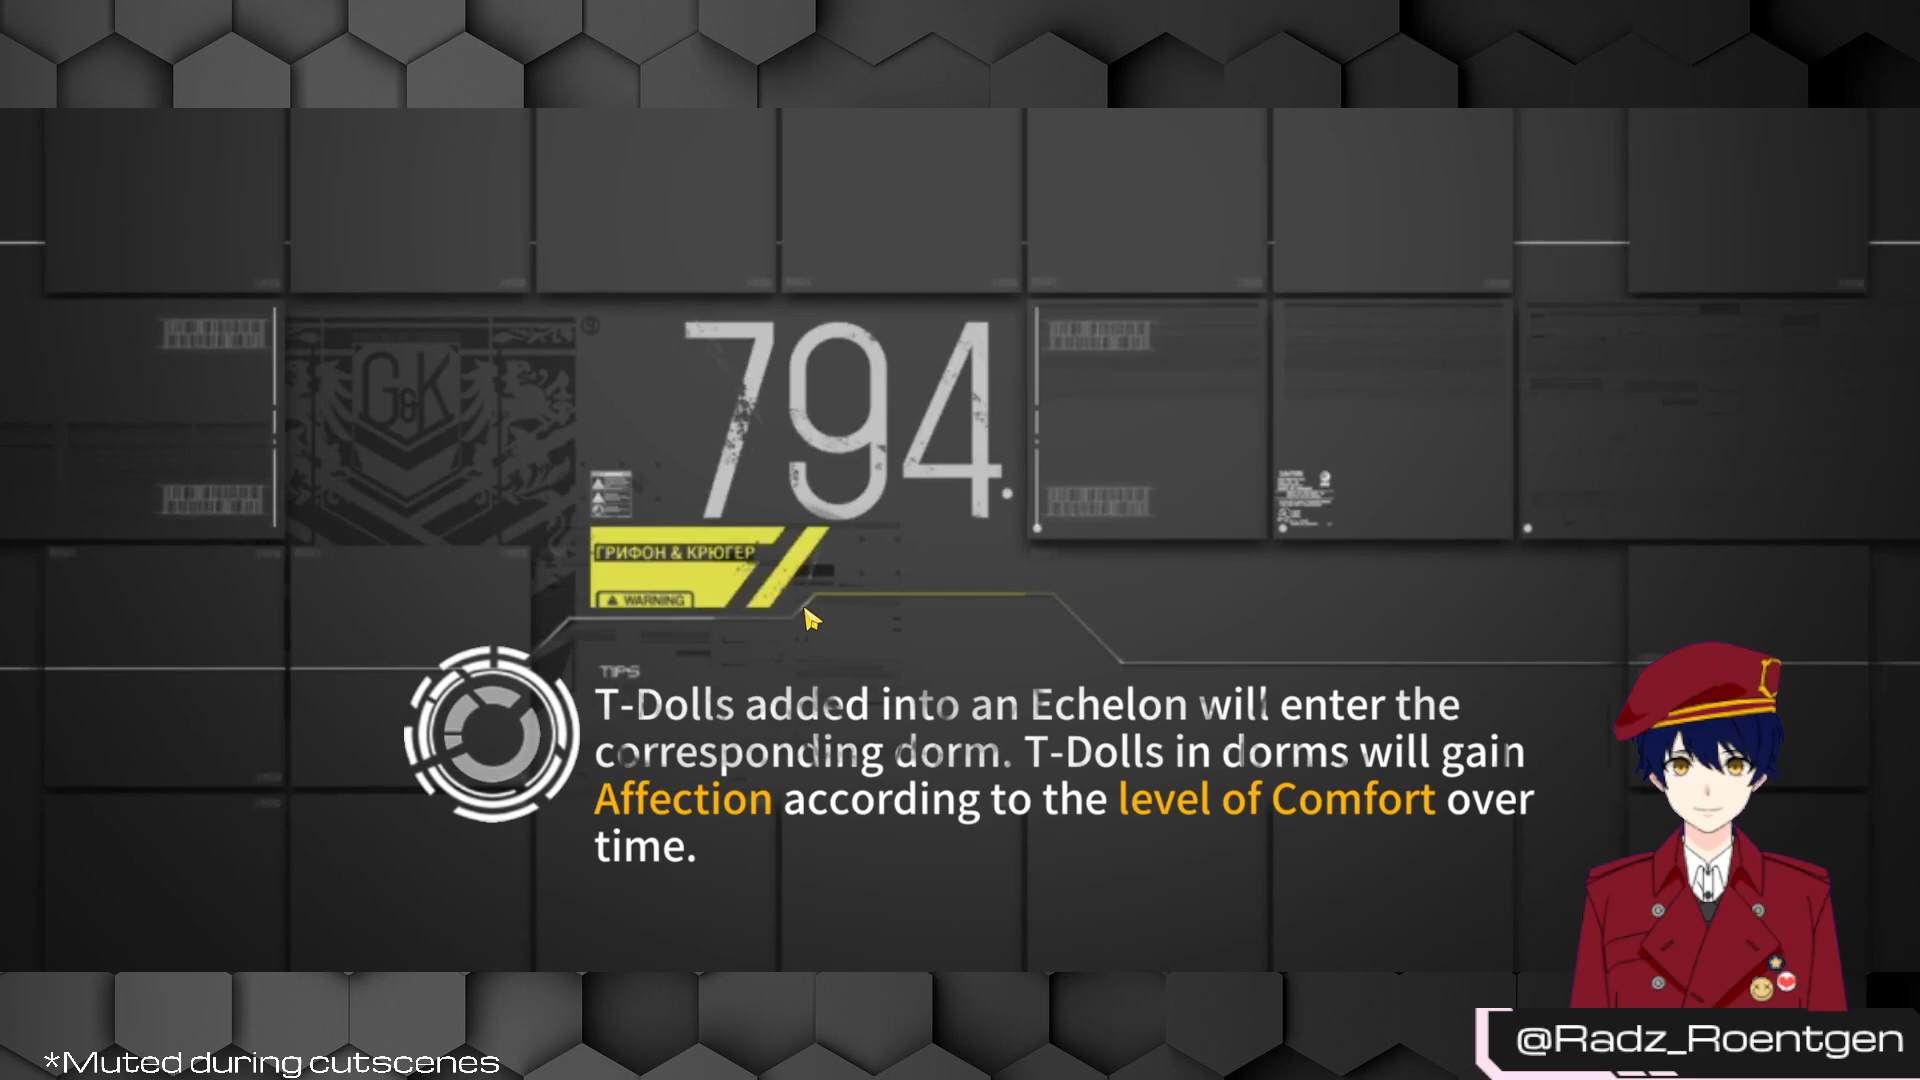 G&K
794.
ГРИФОН & КРЮГЕР
WARNING
TIPS
T-Dolls added into an Echelon will enter the
corresponding dorm. T-Dolls in dorms will gain
Affection according to the level of Comfort over
time.
@Radz_Roentgen
*Muted during cutscenes